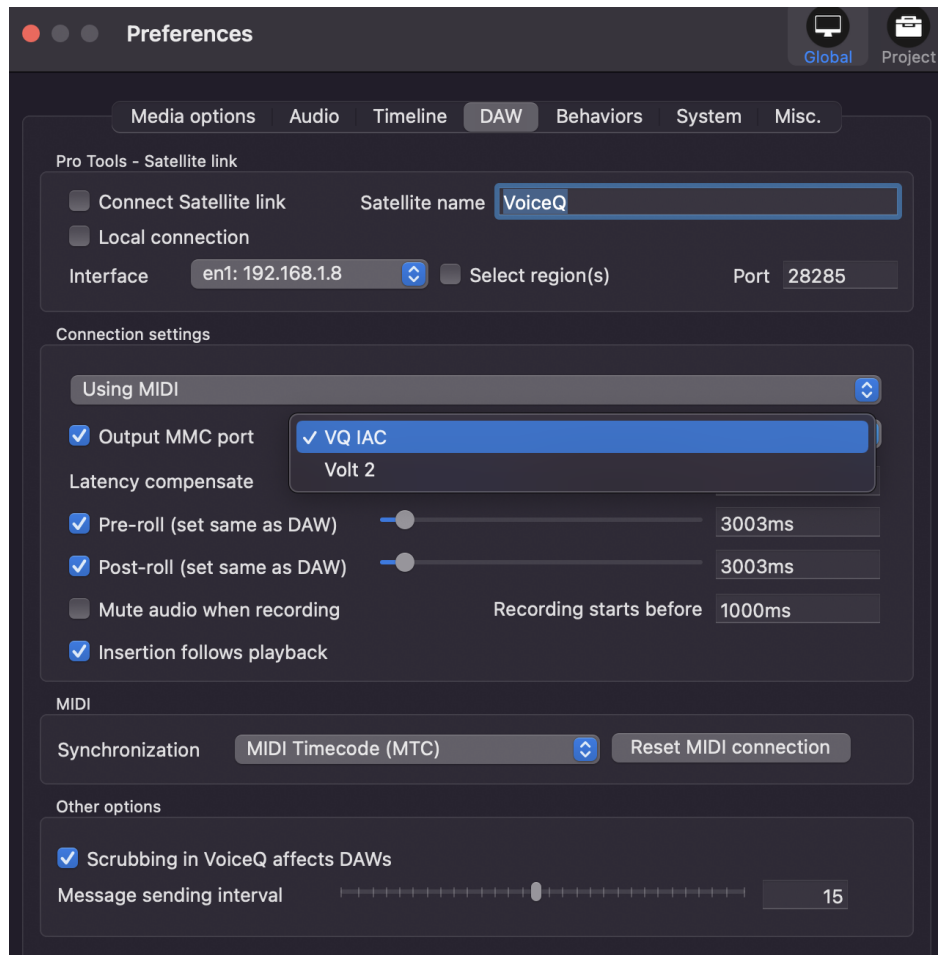 Preferences
Global
Project
Media options Audio Timeline DAW Behaviors System Misc.
Pro Tools - Satellite link
Connect Satellite link Satellite name VoiceQ
Local connection
Interface en1: 192.168.1.8 Select region(s) Port 28285
Connection settings
Using MIDI
Output MMC port VQ IAC
Volt 2
Latency compensate
Pre-roll (set same as DAW) 3003ms
Post-roll (set same as DAW) 3003ms
Mute audio when recording Recording starts before 1000ms
Insertion follows playback
MIDI
Synchronization MIDI Timecode (MTC) Reset MIDI connection
Other options
Scrubbing in VoiceQ affects DAWs
Message sending interval 15